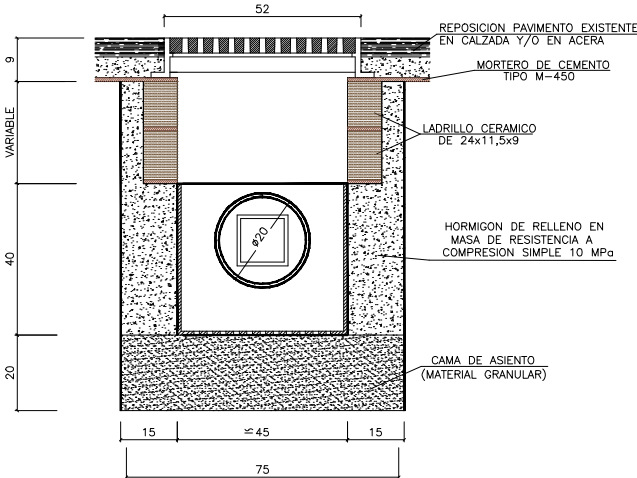 52
REPOSICION PAVIMENTO EXISTENTE
EN CALZADA Y/O EN ACERA
9
MORTERO DE CEMENTO
TIPO M-450
VARIABLE
LADRILLO CERAMICO
DE 24x11,5x9
ø20
HORMIGON DE RELLENO EN
MASA DE RESISTENCIA A
COMPRESION SIMPLE 10 MPa
40
CAMA DE ASIENTO
(MATERIAL GRANULAR)
20
15
≌45
15
75